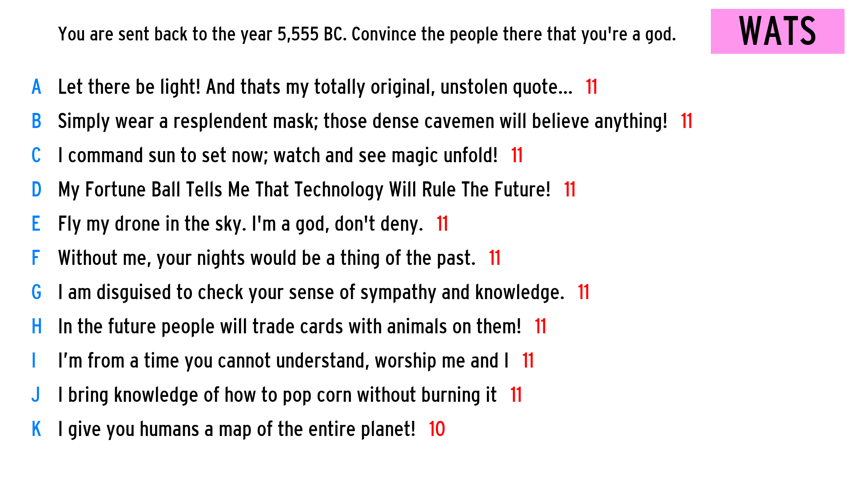 You are sent back to the year 5,555 BC. Convince the people there that you're a god.
WATS
A Let there be light! And thats my totally original, unstolen quote... 11
B Simply wear a resplendent mask; those dense cavemen will believe anything! 11
C I command sun to set now; watch and see magic unfold! 11
D My Fortune Ball Tells Me That Technology Will Rule The Future! 11
E Fly my drone in the sky. I'm a god, don't deny. 11
F Without me, your nights would be a thing of the past. 11
G I am disguised to check your sense of sympathy and knowledge. 11
H In the future people will trade cards with animals on them! 11
I I’m from a time you cannot understand, worship me and I 11
J I bring knowledge of how to pop corn without burning it 11
K I give you humans a map of the entire planet! 10